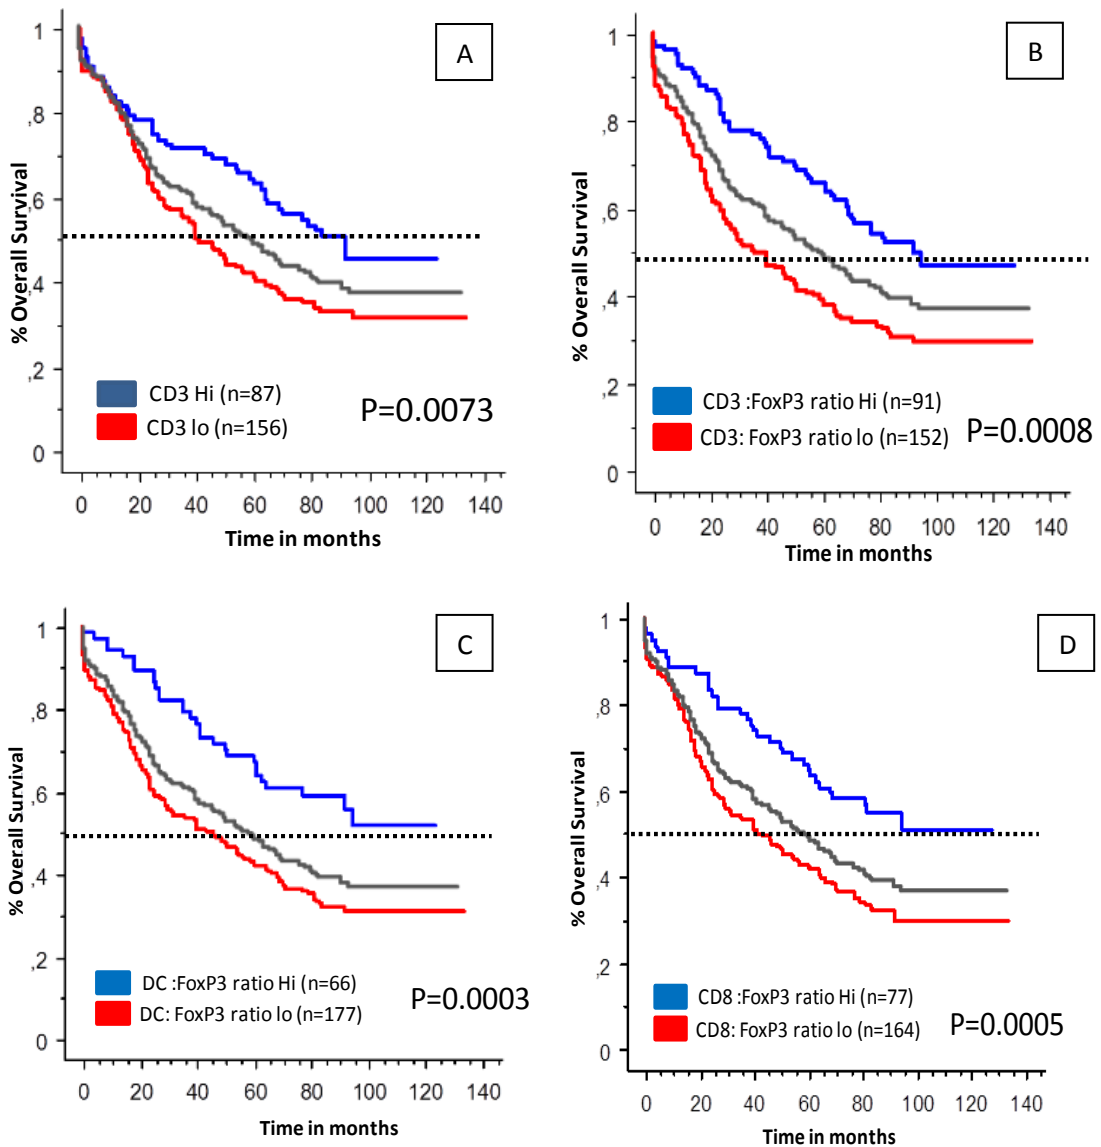 A
% Overall Survival
1
,8
,6
,4
,2
0
CD3 Hi (n=87)
CD3 lo (n=156)
P=0.0073
0 20 40 60 80 100 120 140
Time in months
B
% Overall Survival
1
,8
,6
,4
,2
0
CD3 :FoxP3 ratio Hi (n=91)
CD3: FoxP3 ratio lo (n=152)
P=0.0008
0 20 40 60 80 100 120 140
Time in months
C
% Overall Survival
1
,8
,6
,4
,2
0
DC :FoxP3 ratio Hi (n=66)
DC: FoxP3 ratio lo (n=177)
P=0.0003
0 20 40 60 80 100 120 140
Time in months
D
% Overall Survival
1
,8
,6
,4
,2
0
CD8 :FoxP3 ratio Hi (n=77)
CD8: FoxP3 ratio lo (n=164)
P=0.0005
0 20 40 60 80 100 120 140
Time in months